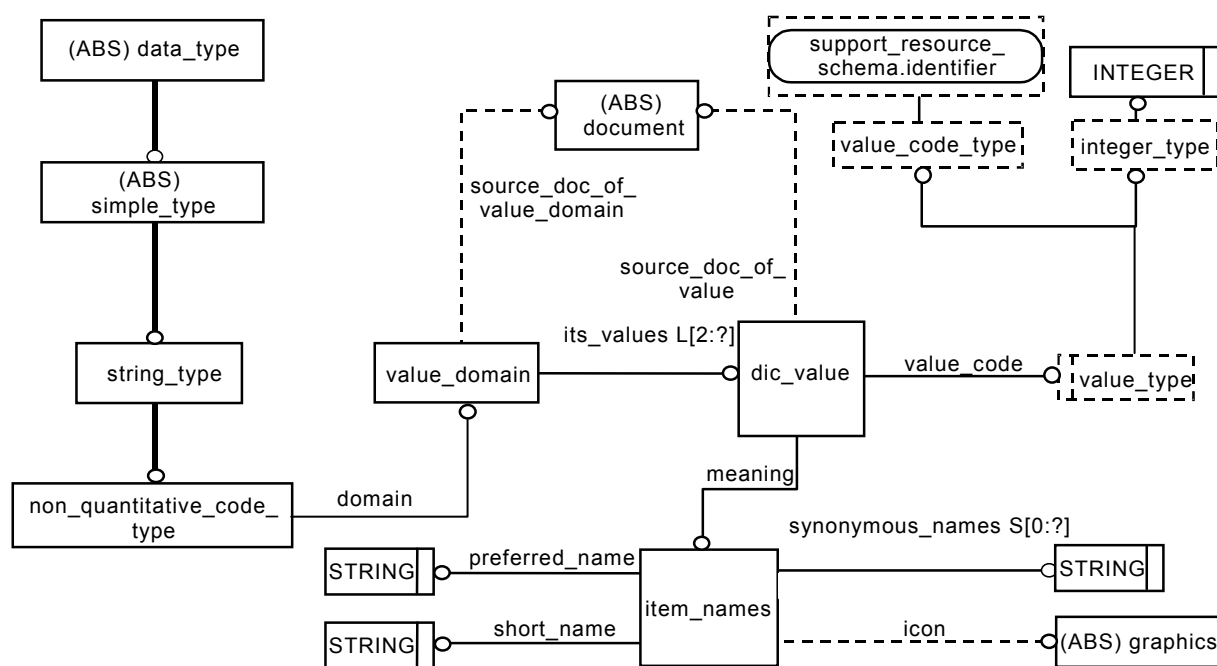 (ABS) data_type
support_resource_
schema.identifier
INTEGER
(ABS)
document
value_code_type
integer_type
(ABS)
simple_type
source_doc_of_
value_domain
source_doc_of_
value
its_values L[2:?]
string_type
value_domain
dic_value
value_code
value_type
meaning
non_quantitative_code_
type
domain
synonymous_names S[0:?]
STRING
preferred_name
item_names
STRING
STRING
short_name
icon
(ABS) graphics